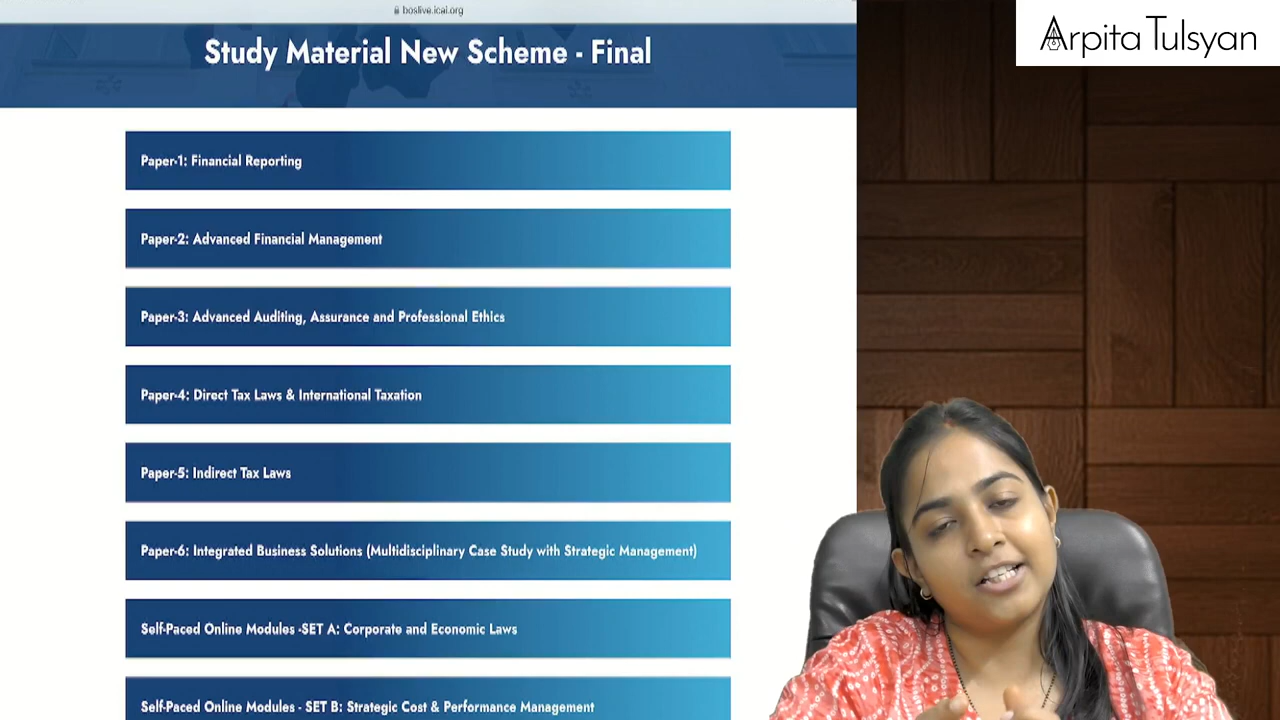 boslive.icai.org
Arpita Tulsyan
Study Material New Scheme - Final
Paper-1: Financial Reporting
Paper-2: Advanced Financial Management
Paper-3: Advanced Auditing, Assurance and Professional Ethics
Paper-4: Direct Tax Laws & International Taxation
Paper-5: Indirect Tax Laws
Paper-6: Integrated Business Solutions (Multidisciplinary Case Study with Strategic Management)
Self-Paced Online Modules -SET A: Corporate and Economic Laws
Self-Paced Online Modules - SET B: Strategic Cost & Performance Management